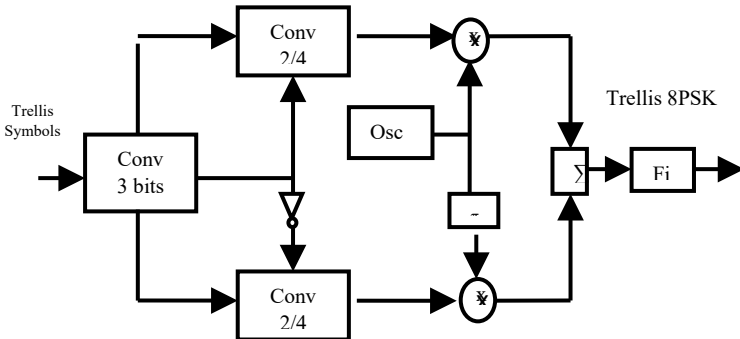 Conv
2/4
Trellis
Symbols
Conv
3 bits
Osc
Trellis 8PSK
Σ
Fi
Conv
2/4